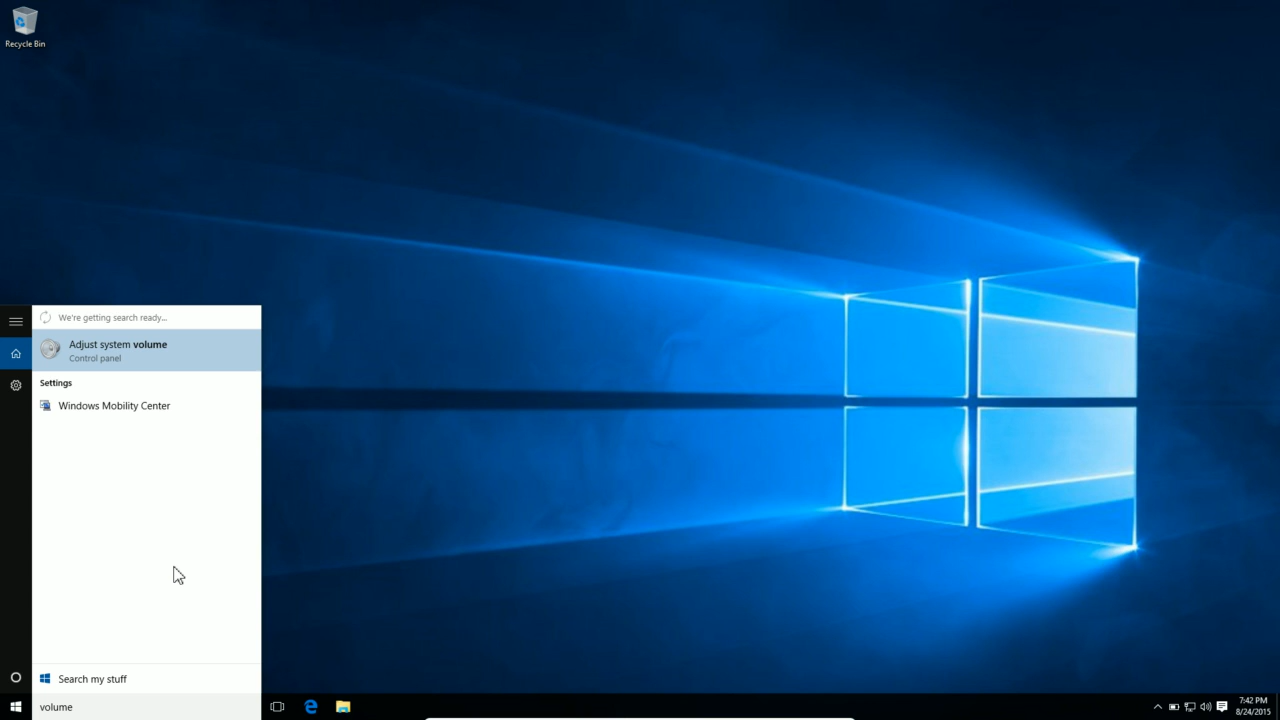 Recycle Bin
We're getting search ready...
Adjust system volume
Control panel
Settings
Windows Mobility Center
Search my stuff
volume
7:42 PM
8/24/2015